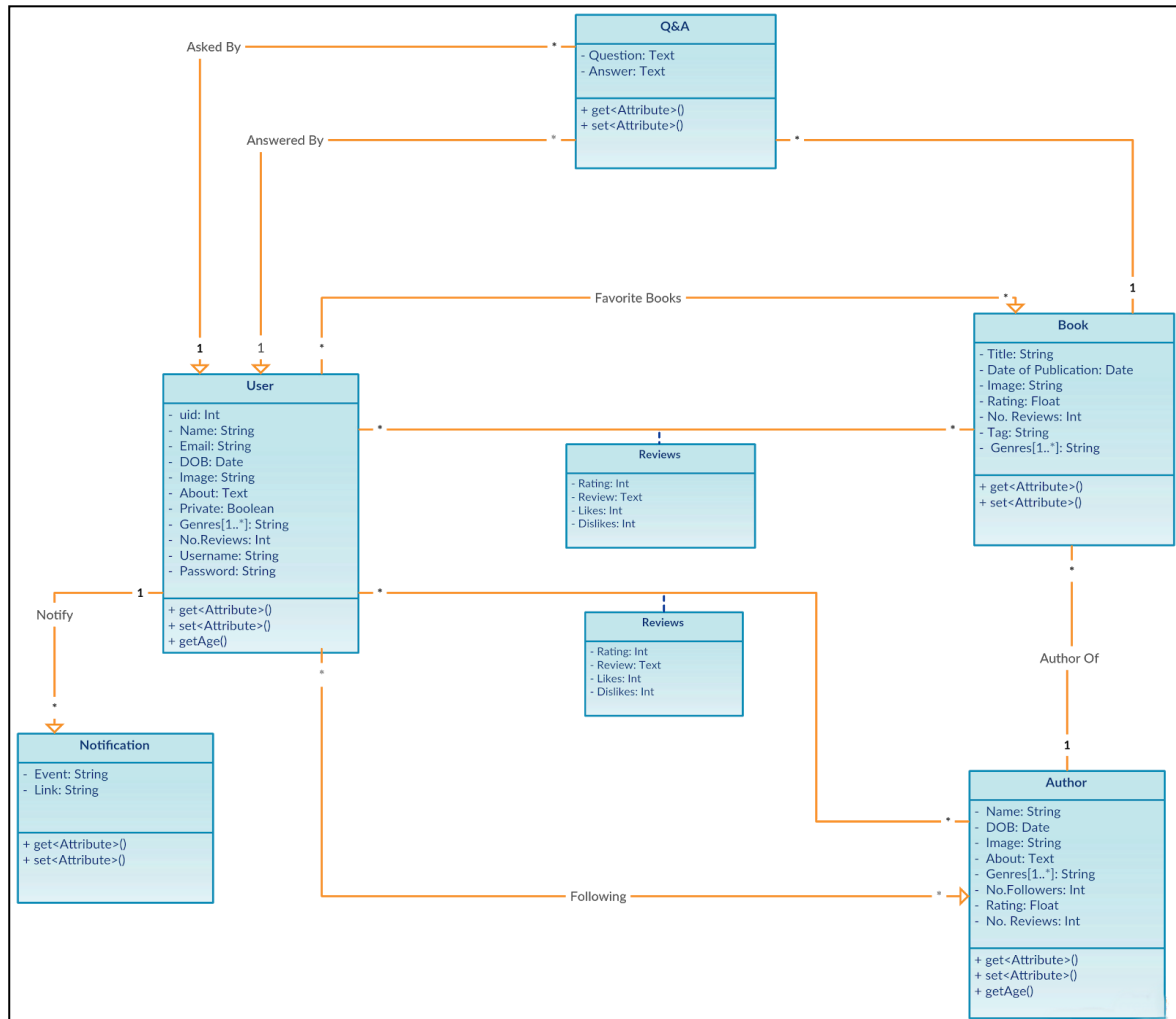 Q&A
- Question: Text
- Answer: Text
+ get<Attribute>()
+ set<Attribute>()
Asked By
*
Answered By
*
*
1
1
1
Favorite Books
*
*
User
- uid: Int
- Name: String
- Email: String
- DOB: Date
- Image: String
- About: Text
- Private: Boolean
- Genres[1..*]: String
- No.Reviews: Int
- Username: String
- Password: String
+ get<Attribute>()
+ set<Attribute>()
+ getAge()
Book
- Title: String
- Date of Publication: Date
- Image: String
- Rating: Float
- No. Reviews: Int
- Tag: String
- Genres[1..*]: String
+ get<Attribute>()
+ set<Attribute>()
*
*
Reviews
- Rating: Int
- Review: Text
- Likes: Int
- Dislikes: Int
*
*
Reviews
- Rating: Int
- Review: Text
- Likes: Int
- Dislikes: Int
1
Notify
*
Notification
- Event: String
- Link: String
+ get<Attribute>()
+ set<Attribute>()
*
Author Of
1
Author
- Name: String
- DOB: Date
- Image: String
- About: Text
- Genres[1..*]: String
- No.Followers: Int
- Rating: Float
- No. Reviews: Int
+ get<Attribute>()
+ set<Attribute>()
+ getAge()
*
Following
*